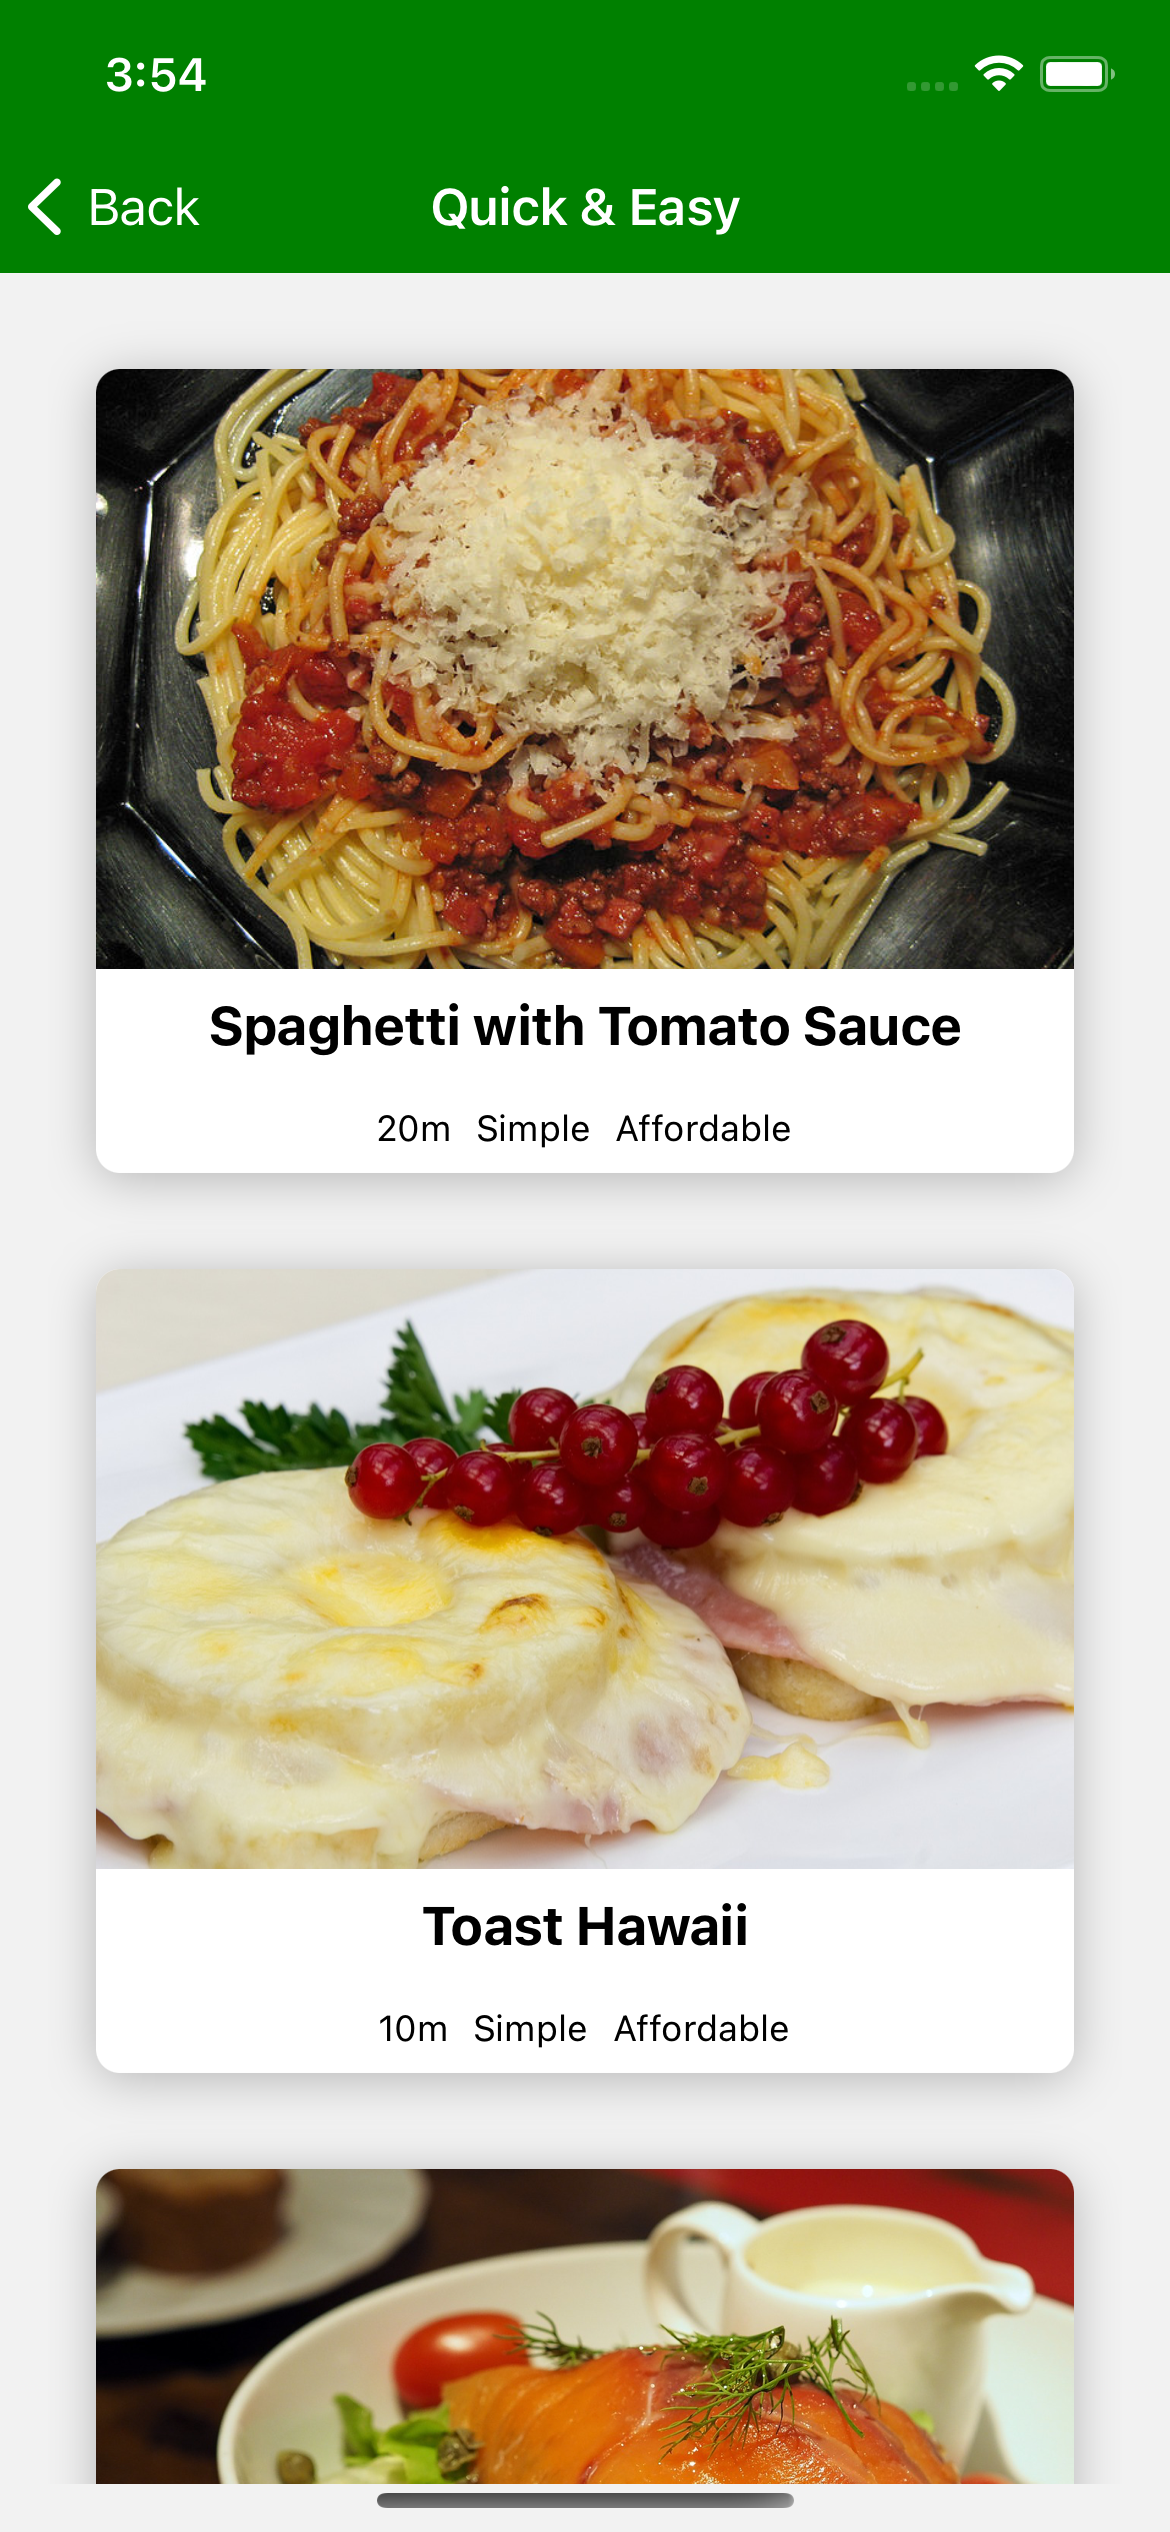 3:54
Back
Quick & Easy
Spaghetti with Tomato Sauce
20m Simple Affordable
Toast Hawaii
10m Simple Affordable